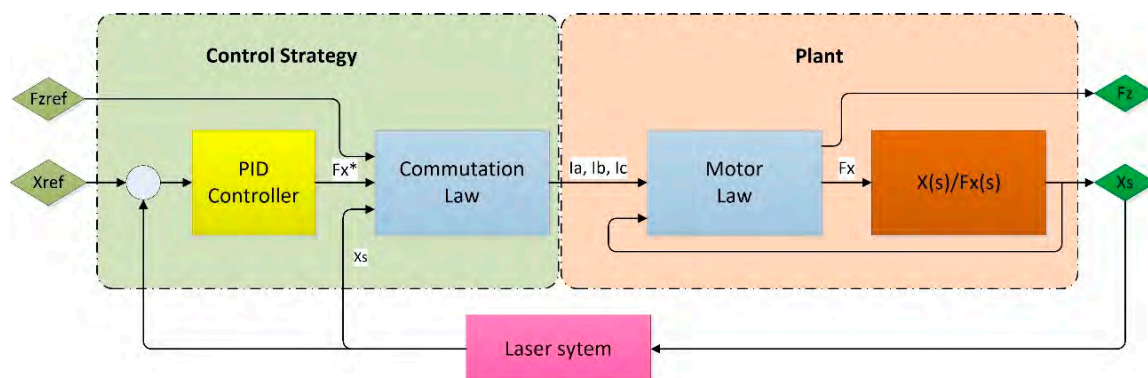 Control Strategy
Plant
Fzref
Fz
Xref
PID
Controller
Fx*
Commutation
Law
Ia, Ib, Ic
Motor
Law
Fx
X(s)/Fx(s)
Xs
Xs
Laser sytem